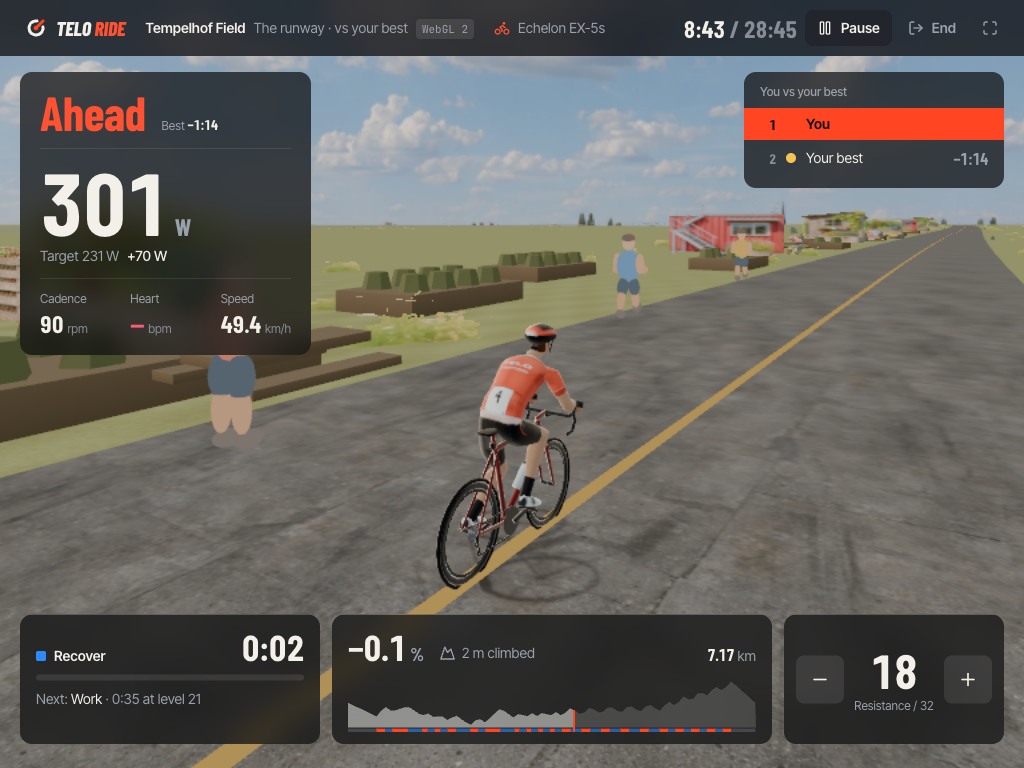 TELO RIDE Tempelhof Field The runway · vs your best WebGL 2 Echelon EX-5s 8:43 / 28:45 Pause End
Ahead Best −1:14
301 W
Target 231 W +70 W
Cadence Heart Speed
90 rpm – bpm 49.4 km/h
You vs your best
1 You
2 Your best −1:14
TELO
4
Recover 0:02
Next: Work · 0:35 at level 21
−0.1 % 2 m climbed 7.17 km
− 18 +
Resistance / 32